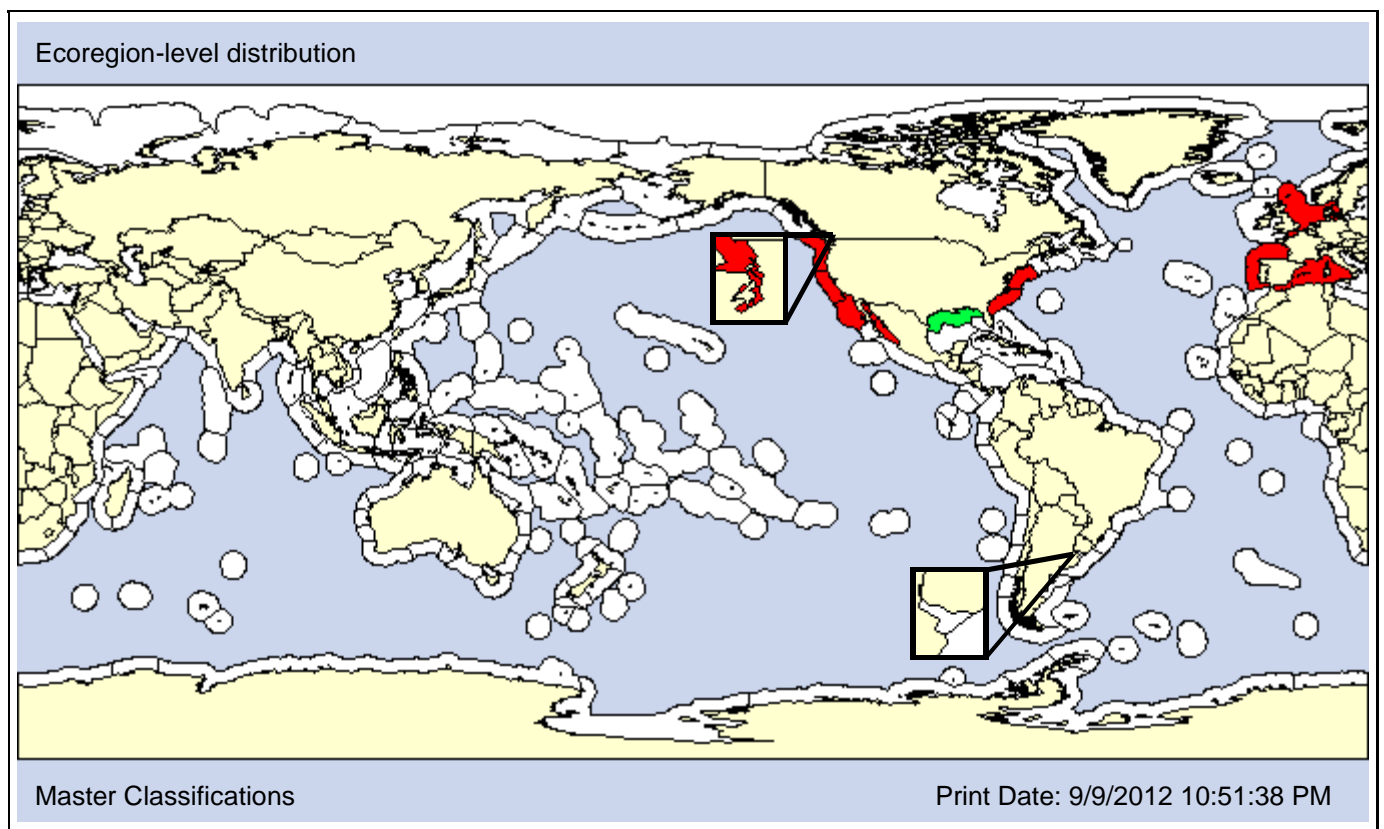 Ecoregion-level distribution
Master Classifications
Print Date: 9/9/2012 10:51:38 PM